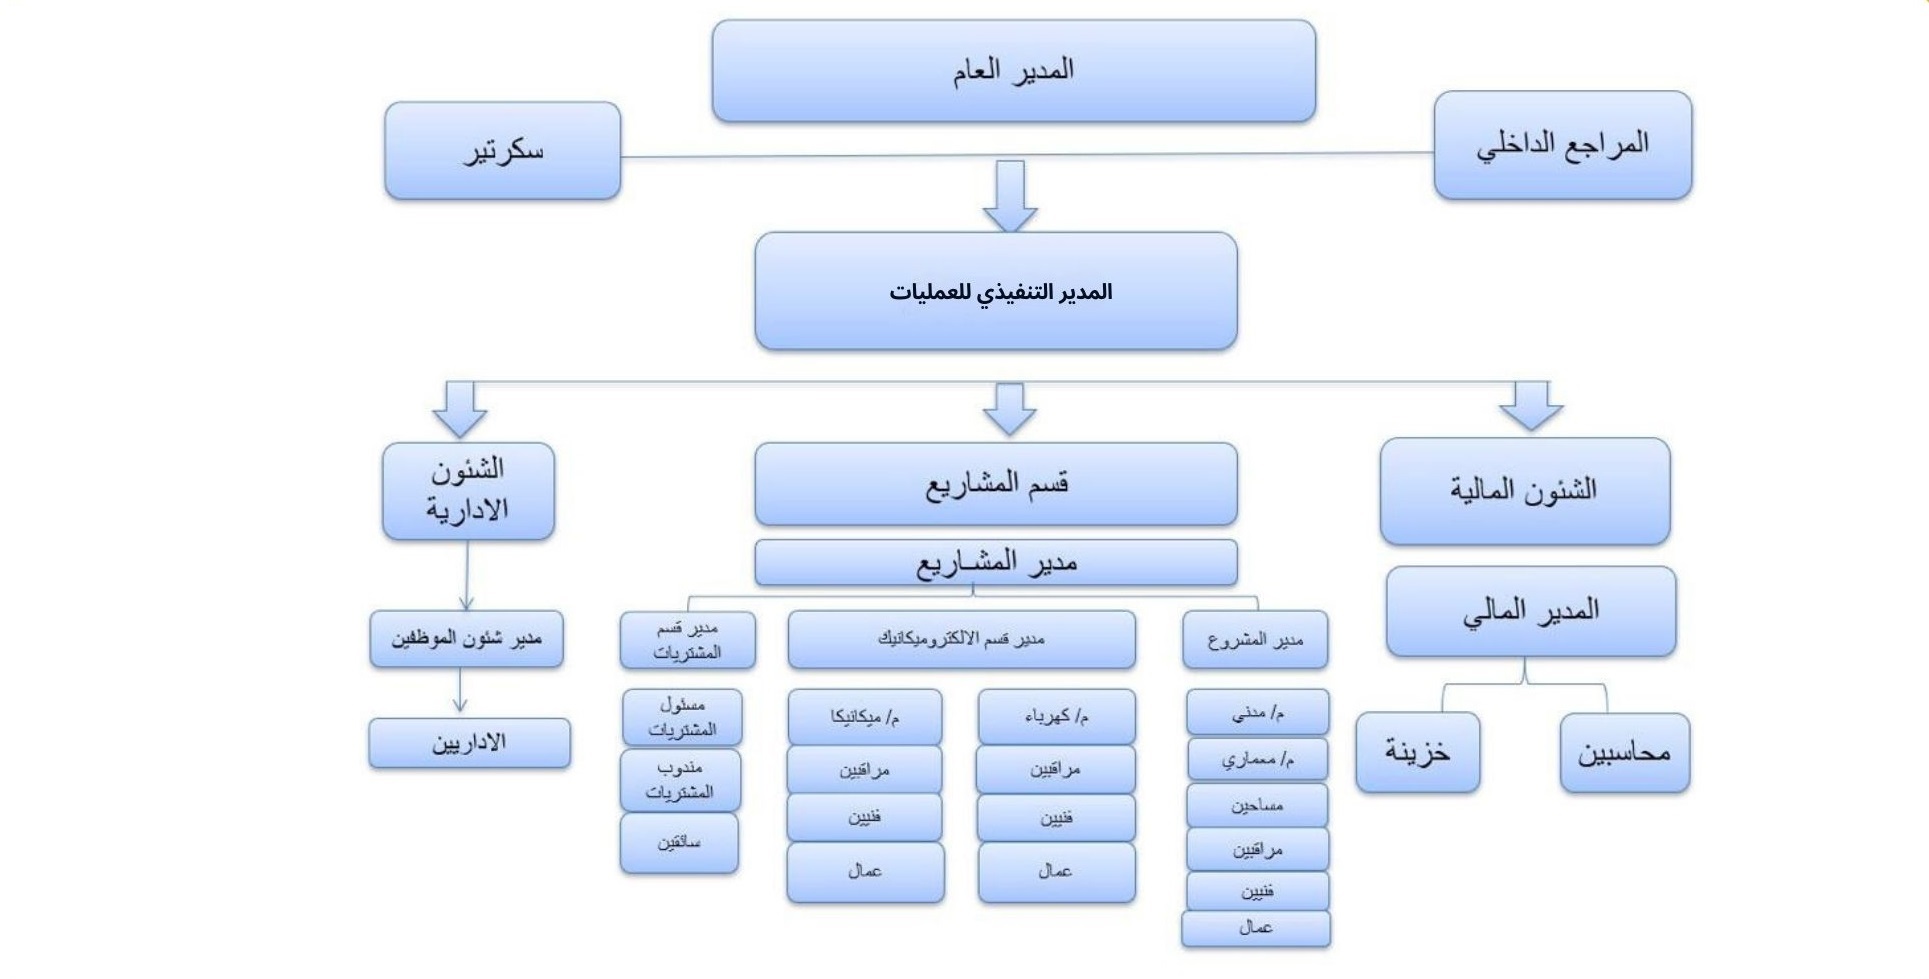 المدير العام
المراجع الداخلي
سكرتير
المدير التنفيذي للعمليات
الشئون المالية
قسم المشاريع
الشئون
الادارية
مدير المشاريع
المدير المالي
مدير المشروع
مدير قسم الالكتروميكانيك
مدير قسم
المشتريات
مدير شئون الموظفين
محاسبين
خزينة
م/ مدني
م/ معماري
مساحين
مراقبين
فنيين
عمال
م/ كهرباء
مراقبين
فنيين
عمال
م/ ميكانيكا
مراقبين
فنيين
عمال
مسئول
المشتريات
مندوب
المشتريات
سائقين
الاداريين